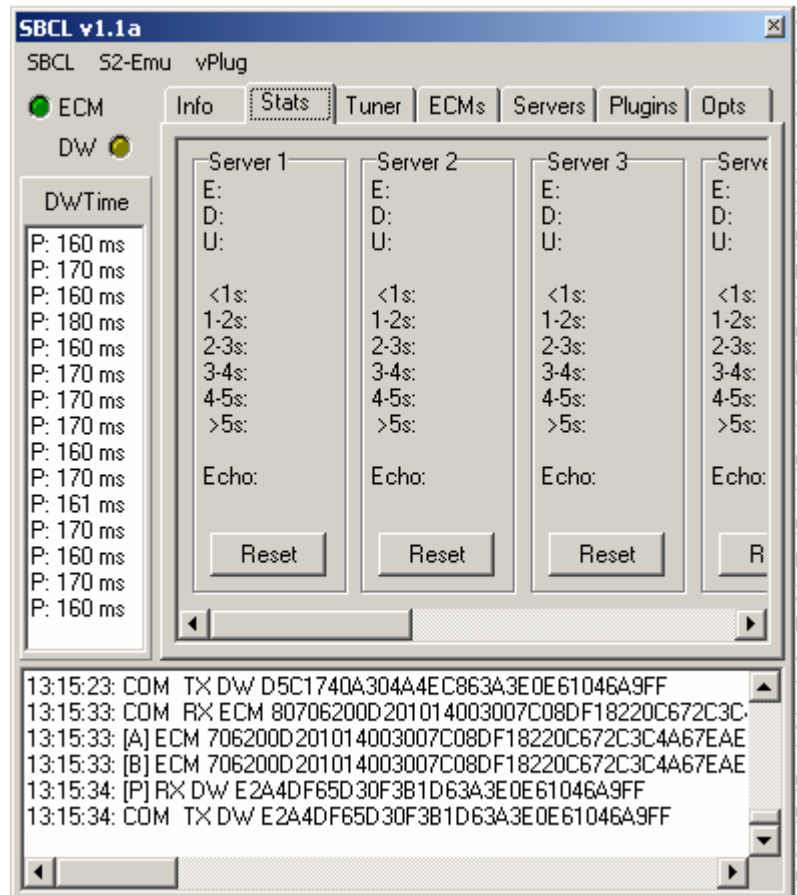 SBCL v1.1a
SBCL S2-Emu vPlug
ECM
DW
Info Stats Tuner ECMs Servers Plugins Opts
DWTime
P: 160 ms
P: 170 ms
P: 160 ms
P: 180 ms
P: 160 ms
P: 170 ms
P: 170 ms
P: 170 ms
P: 160 ms
P: 170 ms
P: 161 ms
P: 170 ms
P: 160 ms
P: 170 ms
P: 160 ms
Server 1
E:
D:
U:
<1s:
1-2s:
2-3s:
3-4s:
4-5s:
>5s:
Echo:
Reset
Server 2
E:
D:
U:
<1s:
1-2s:
2-3s:
3-4s:
4-5s:
>5s:
Echo:
Reset
Server 3
E:
D:
U:
<1s:
1-2s:
2-3s:
3-4s:
4-5s:
>5s:
Echo:
Reset
Serve
E:
D:
U:
<1s:
1-2s:
2-3s:
3-4s:
4-5s:
>5s:
Echo:
R
13:15:23: COM TX DW D5C1740A304A4EC863A3E0E61046A9FF
13:15:33: COM RX ECM 80706200D201014003007C08DF18220C672C3C
13:15:33: [A] ECM 706200D201014003007C08DF18220C672C3C4A67EAE
13:15:33: [B] ECM 706200D201014003007C08DF18220C672C3C4A67EAE
13:15:34: [P] RX DW E2A4DF65D30F3B1D63A3E0E61046A9FF
13:15:34: COM TX DW E2A4DF65D30F3B1D63A3E0E61046A9FF